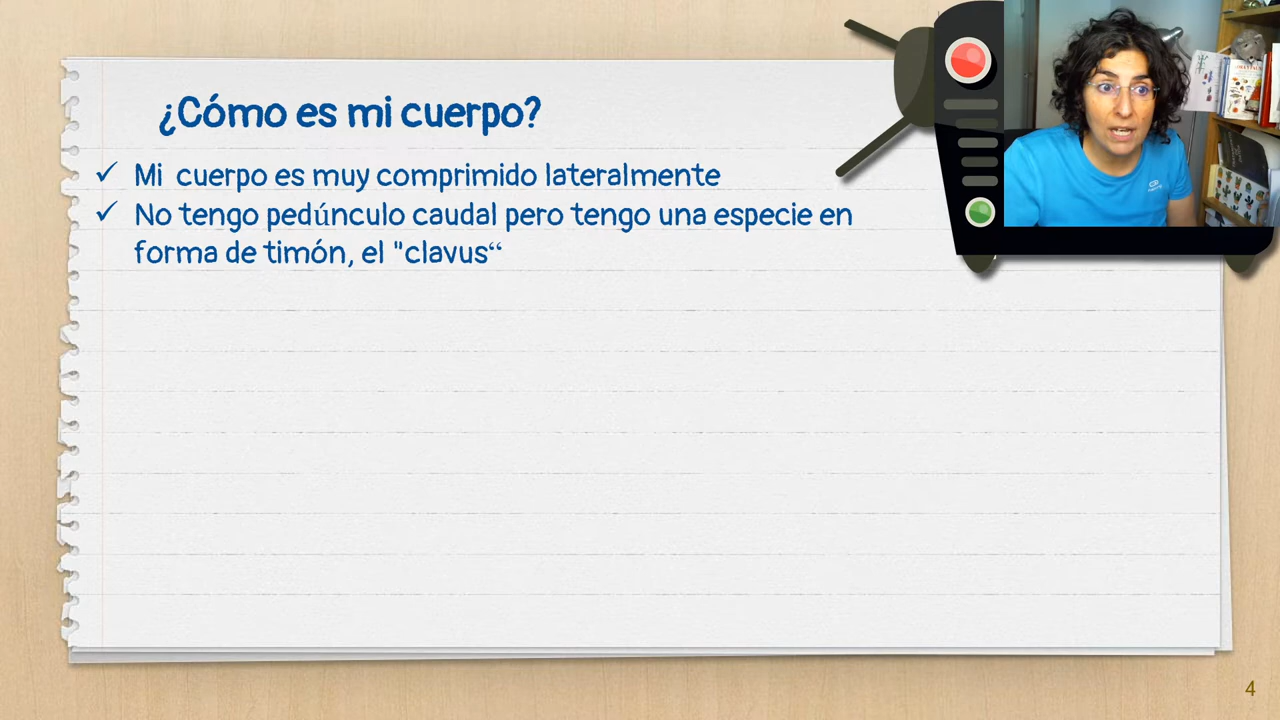 ¿Cómo es mi cuerpo?
✓ Mi cuerpo es muy comprimido lateralmente
✓ No tengo pedúnculo caudal pero tengo una especie en
forma de timón, el "clavus“
4